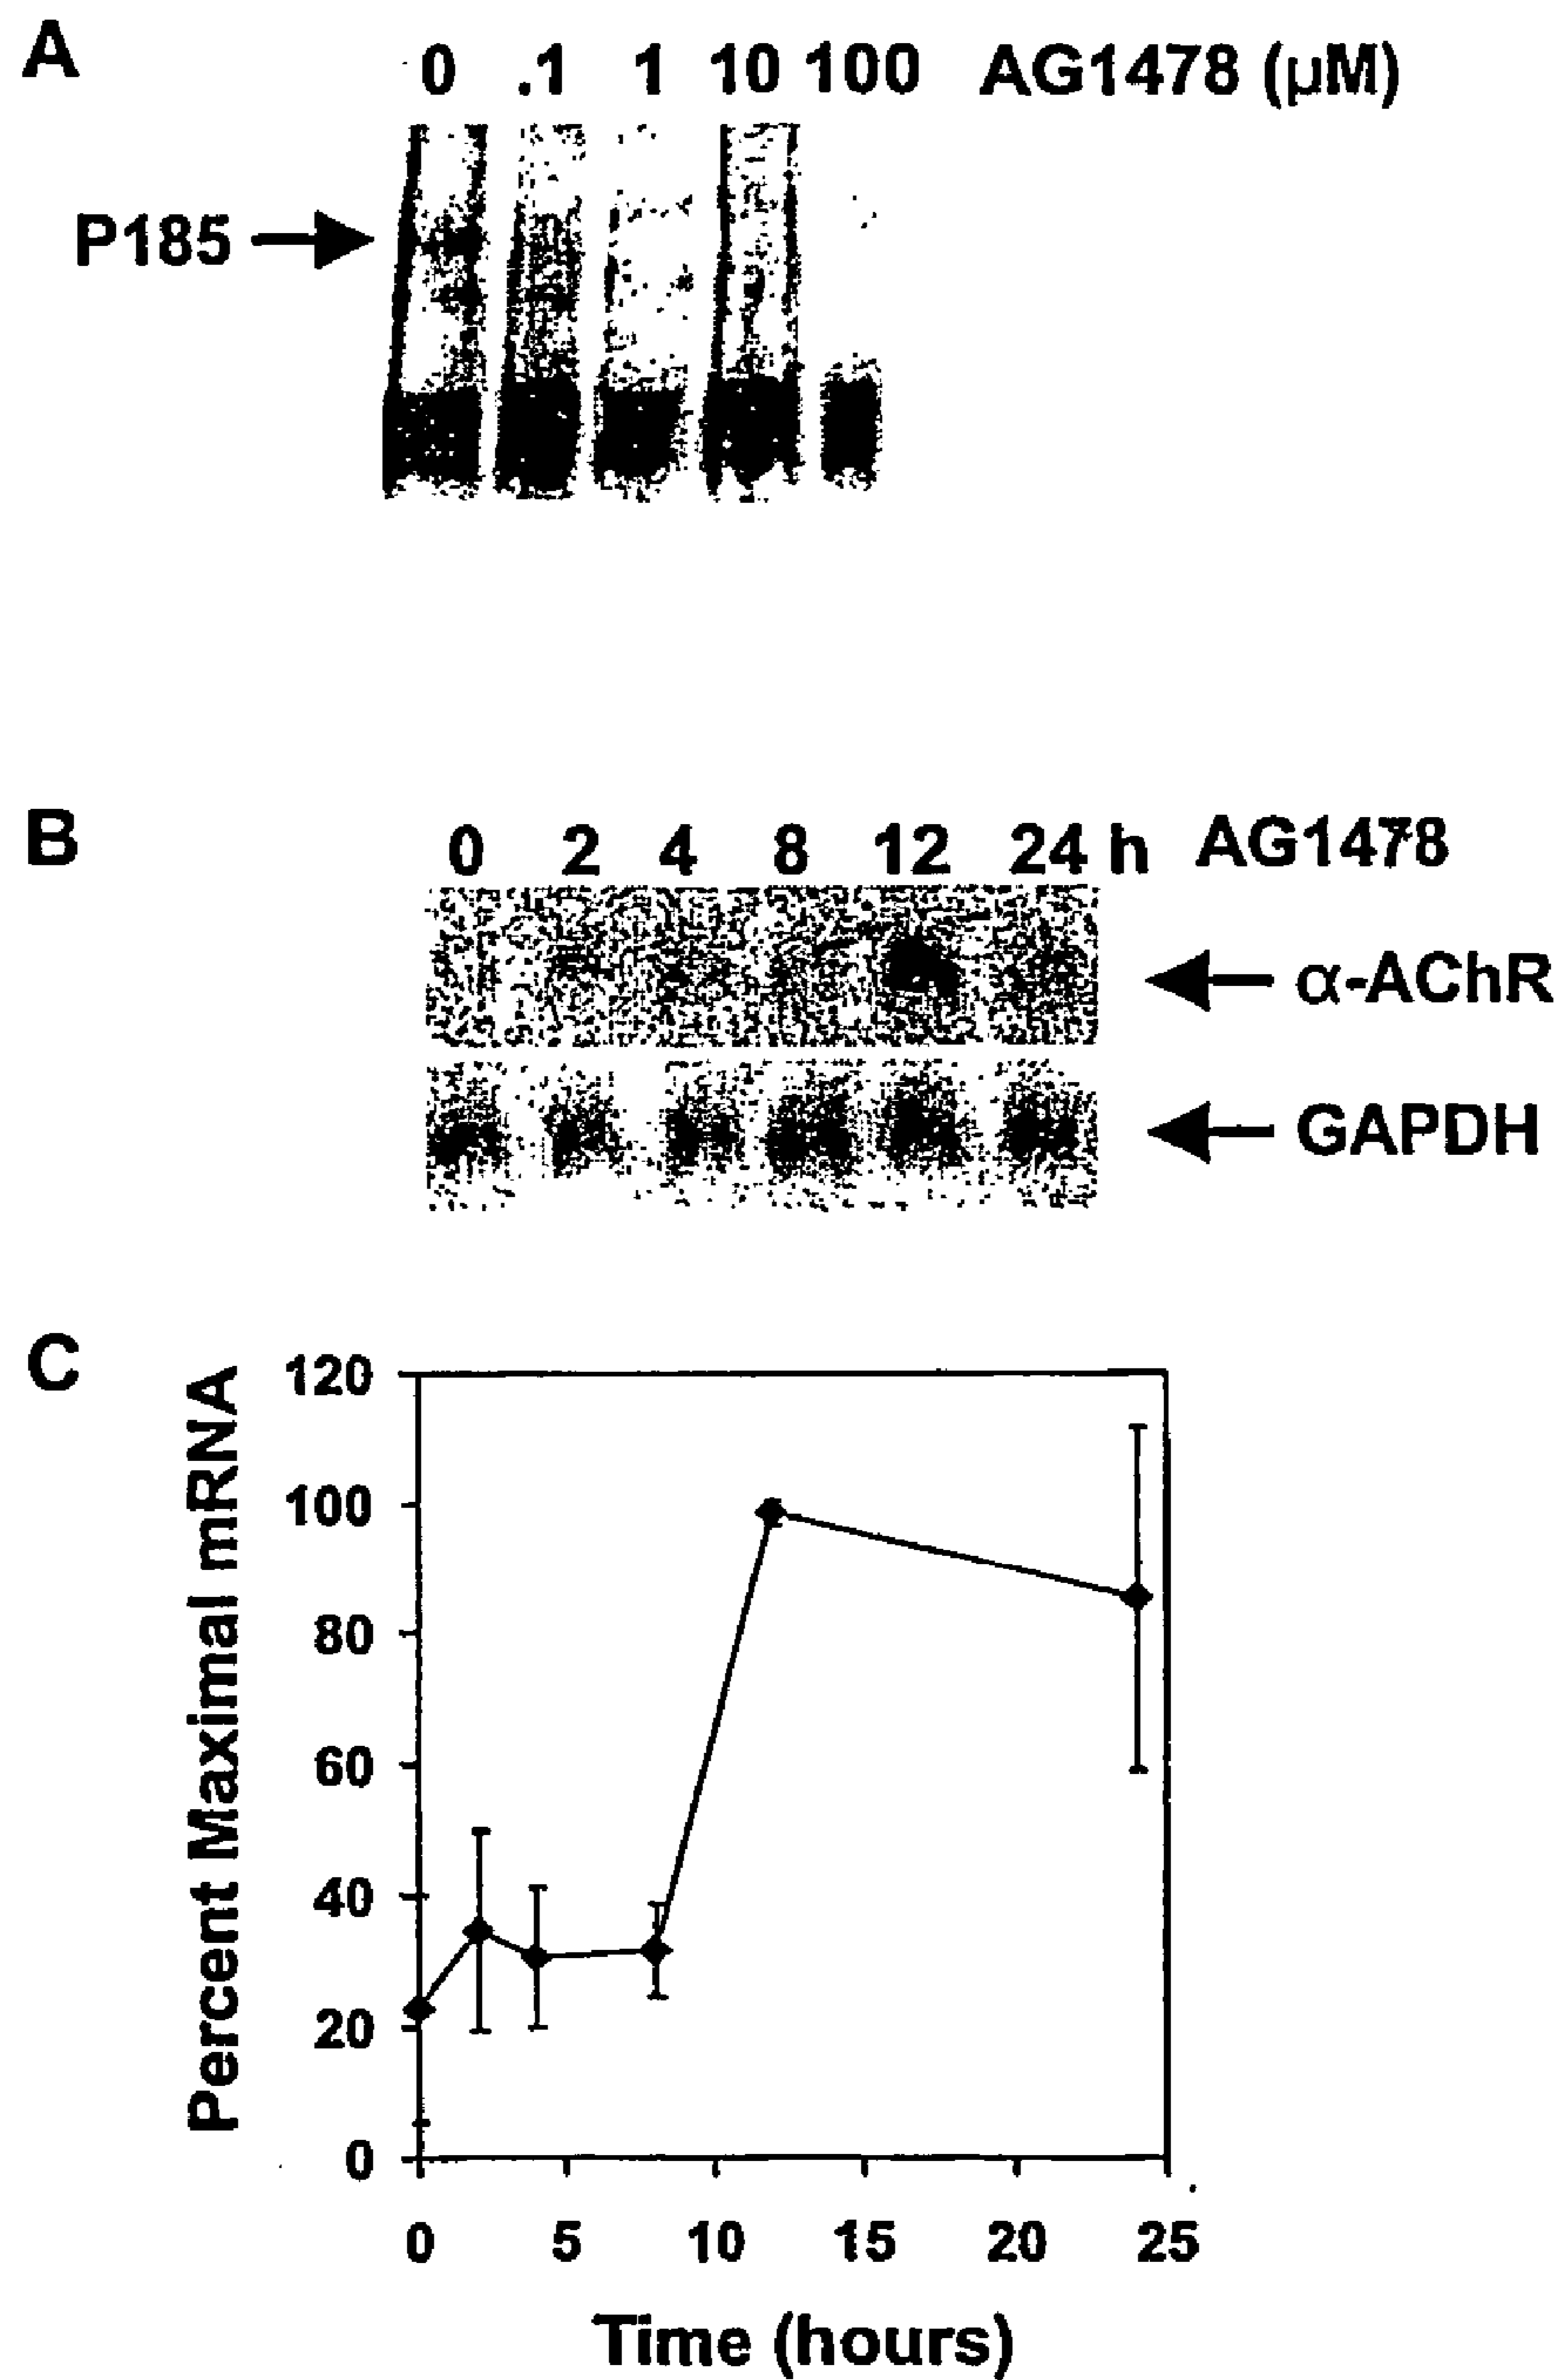 A
0 .1 1 10 100 AG1478 (μM)
P185
B
0 2 4 8 12 24 h AG1478
α-AChR
GAPDH
C
Percent Maximal mRNA
120
100
80
60
40
20
0
0 5 10 15 20 25
Time (hours)